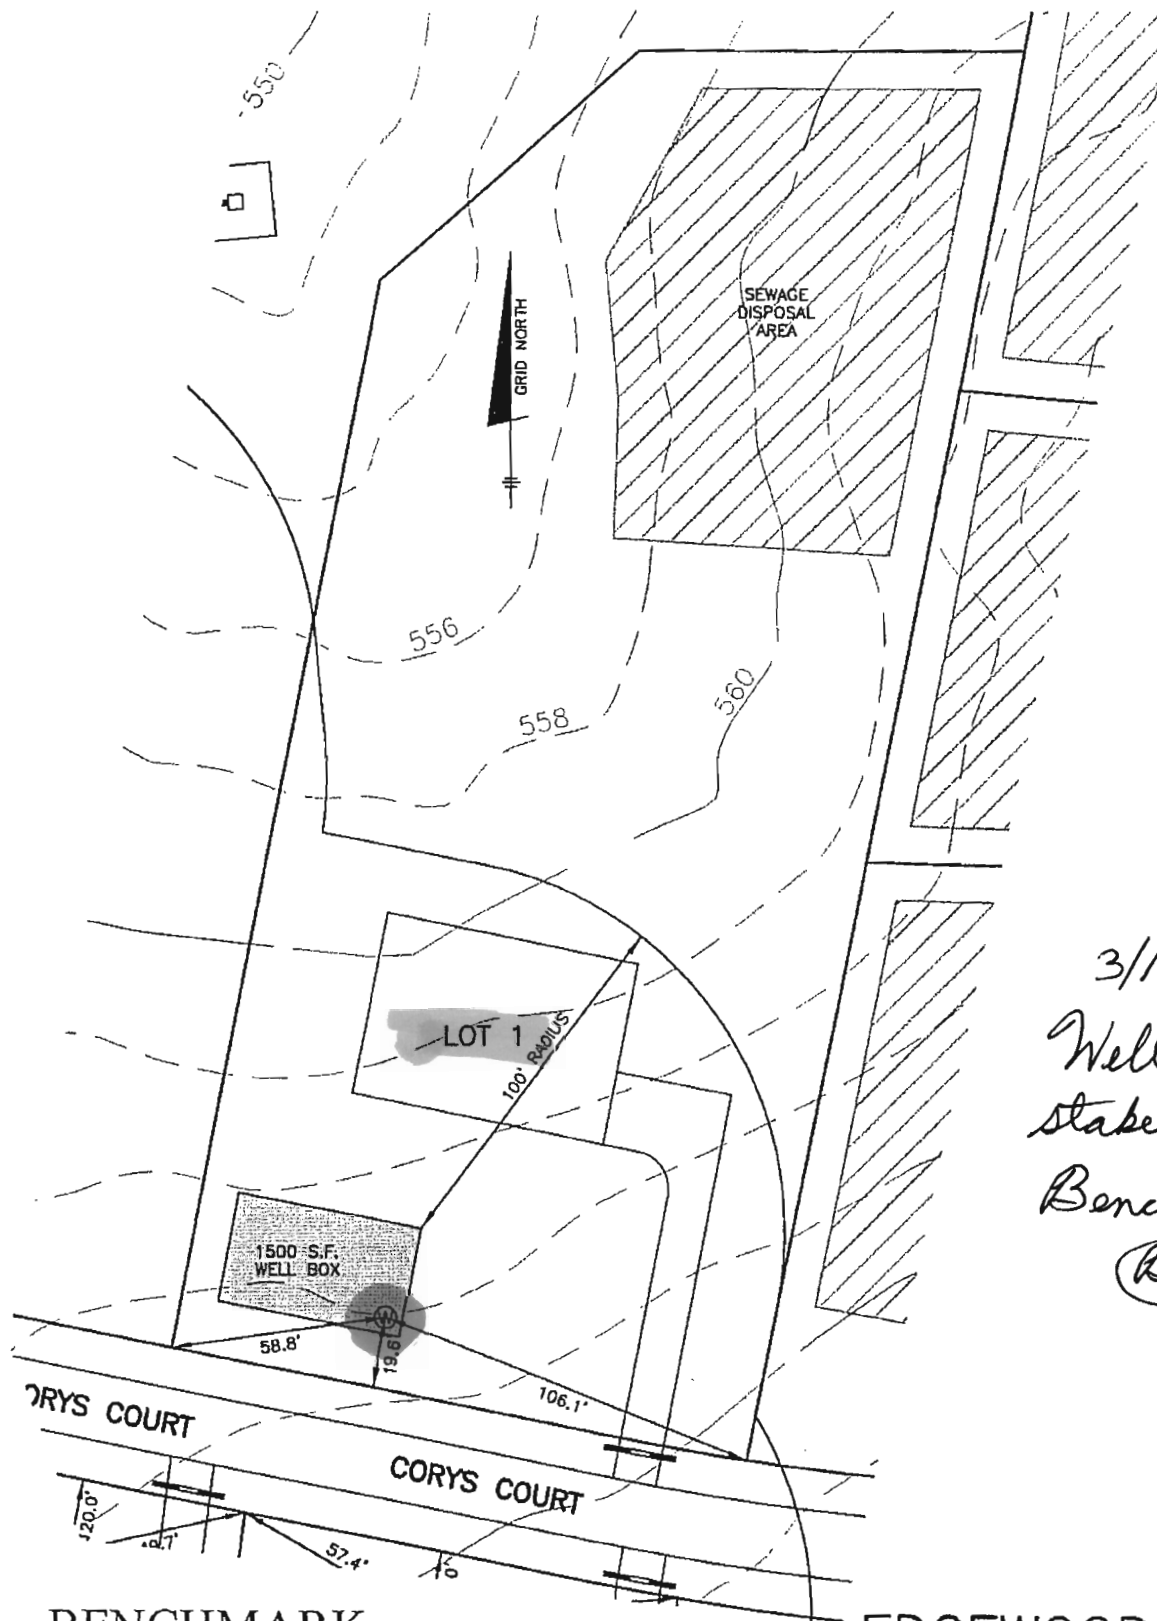 -550
GRID NORTH
SEWAGE
DISPOSAL
AREA
556
558
560
LOT 1
100' RADIUS
3/1
Well
stake
Benc
1500 S.F.
WELL BOX
W
58.8'
19.6
106.1'
ORYS COURT
CORYS COURT
20.0'
57.4'
BENCHMARK